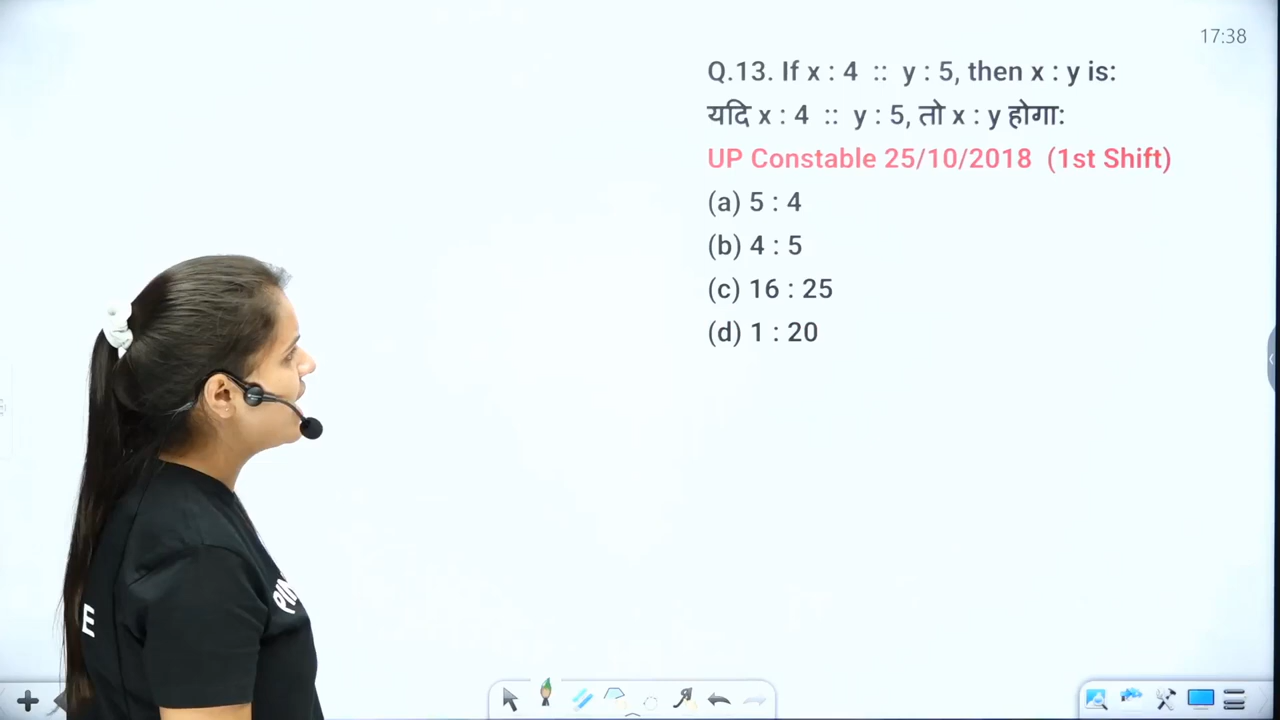 17:38
Q.13. If x : 4 :: y : 5, then x : y is:
यदि x : 4 :: y : 5, तो x : y होगा:
UP Constable 25/10/2018 (1st Shift)
(a) 5 : 4
(b) 4 : 5
(c) 16 : 25
(d) 1 : 20
E